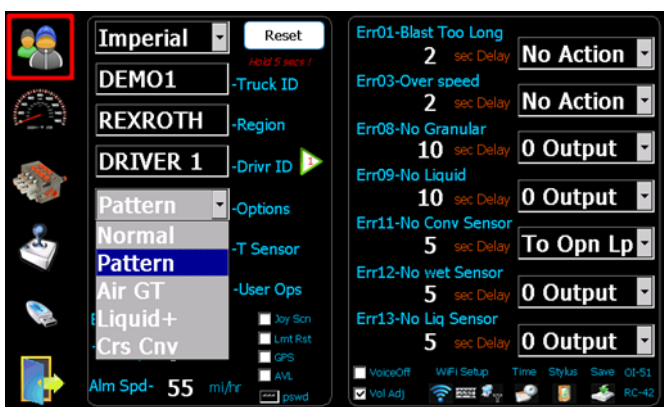 Imperial
Reset
Hold 5 secs !
DEMO1 -Truck ID
REXROTH -Region
DRIVER 1 -Drivr ID 1
Pattern -Options
Normal
Pattern
Air GT
Liquid+
Crs Cnv
-T Sensor
-User Ops
Joy Scn
Lmt Rst
GPS
AVL
Alm Spd- 55 mi/hr
pswd
Err01-Blast Too Long
2 sec Delay No Action
Err03-Over speed
2 sec Delay No Action
Err08-No Granular
10 sec Delay 0 Output
Err09-No Liquid
10 sec Delay 0 Output
Err11-No Conv Sensor
5 sec Delay To Opn Lp
Err12-No wet Sensor
5 sec Delay 0 Output
Err13-No Liq Sensor
5 sec Delay 0 Output
VoiceOff WiFi Setup Time Stylus Save OI-51
Vol Adj RC-42